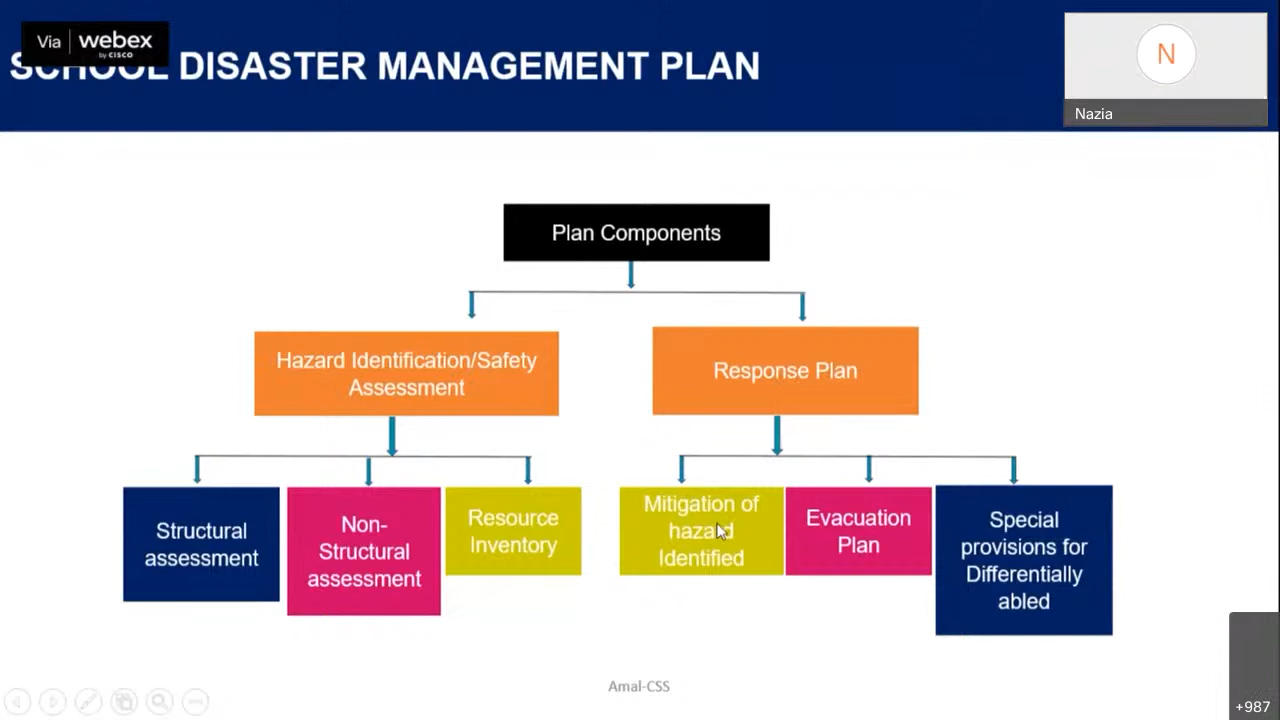 Via webex
by CISCO
SCHOOL DISASTER MANAGEMENT PLAN
N
Nazia
Plan Components
Hazard Identification/Safety
Assessment
Response Plan
Structural
assessment
Non-
Structural
assessment
Resource
Inventory
Mitigation of
hazard
Identified
Evacuation
Plan
Special
provisions for
Differentially
abled
Amal-CSS
+987